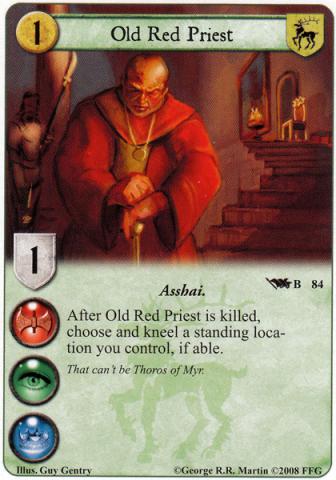 1
Old Red Priest
1
Asshai.
B 84
After Old Red Priest is killed,
choose and kneel a standing loca-
tion you control, if able.
That can't be Thoros of Myr.
Illus. Guy Gentry
©George R.R. Martin ©2008 FFG